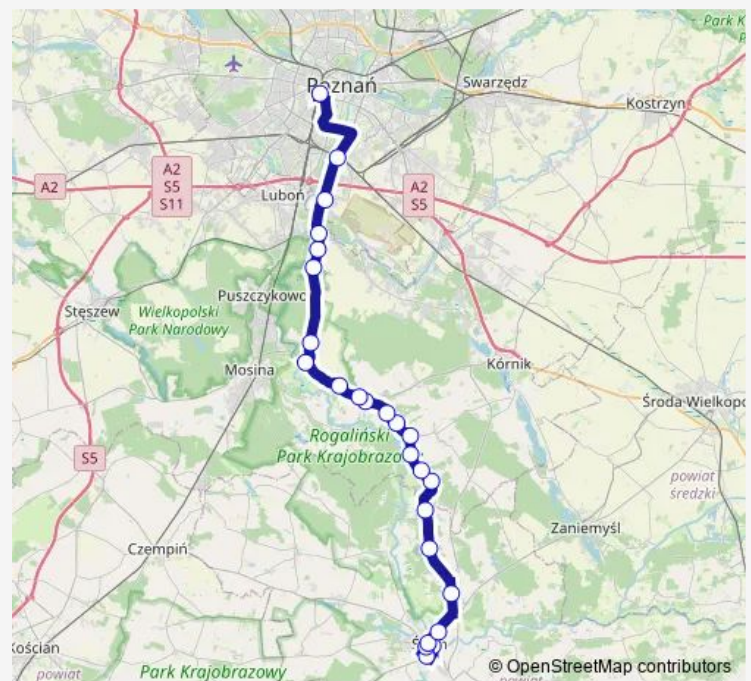 Park K
P
Poznań
Swarzędz
Kostrzyn
A2
S5
S11
A2
A2
S5
Luboń
Puszczykowo
Stęszew
Wielkopolski
Park Narodowy
Mosina
Kórnik
Środa Wielkopo
Rogaliński
Park Krajobrazo
S5
powiat
średzki
Zaniemyśl
Czempiń
Kościan
powiat
Park Krajobrazowy
© OpenStreetMap contributors